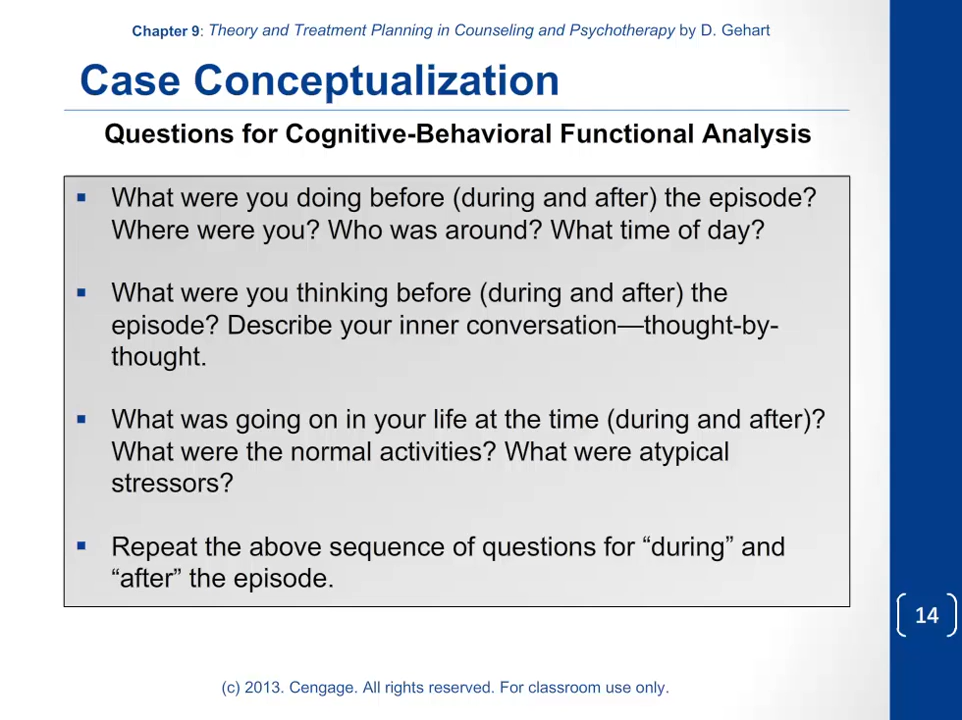 Chapter 9: Theory and Treatment Planning in Counseling and Psychotherapy by D. Gehart
Case Conceptualization
Questions for Cognitive-Behavioral Functional Analysis
▪ What were you doing before (during and after) the episode?
Where were you? Who was around? What time of day?
▪ What were you thinking before (during and after) the
episode? Describe your inner conversation—thought-by-
thought.
▪ What was going on in your life at the time (during and after)?
What were the normal activities? What were atypical
stressors?
▪ Repeat the above sequence of questions for “during” and
“after” the episode.
14
(c) 2013. Cengage. All rights reserved. For classroom use only.